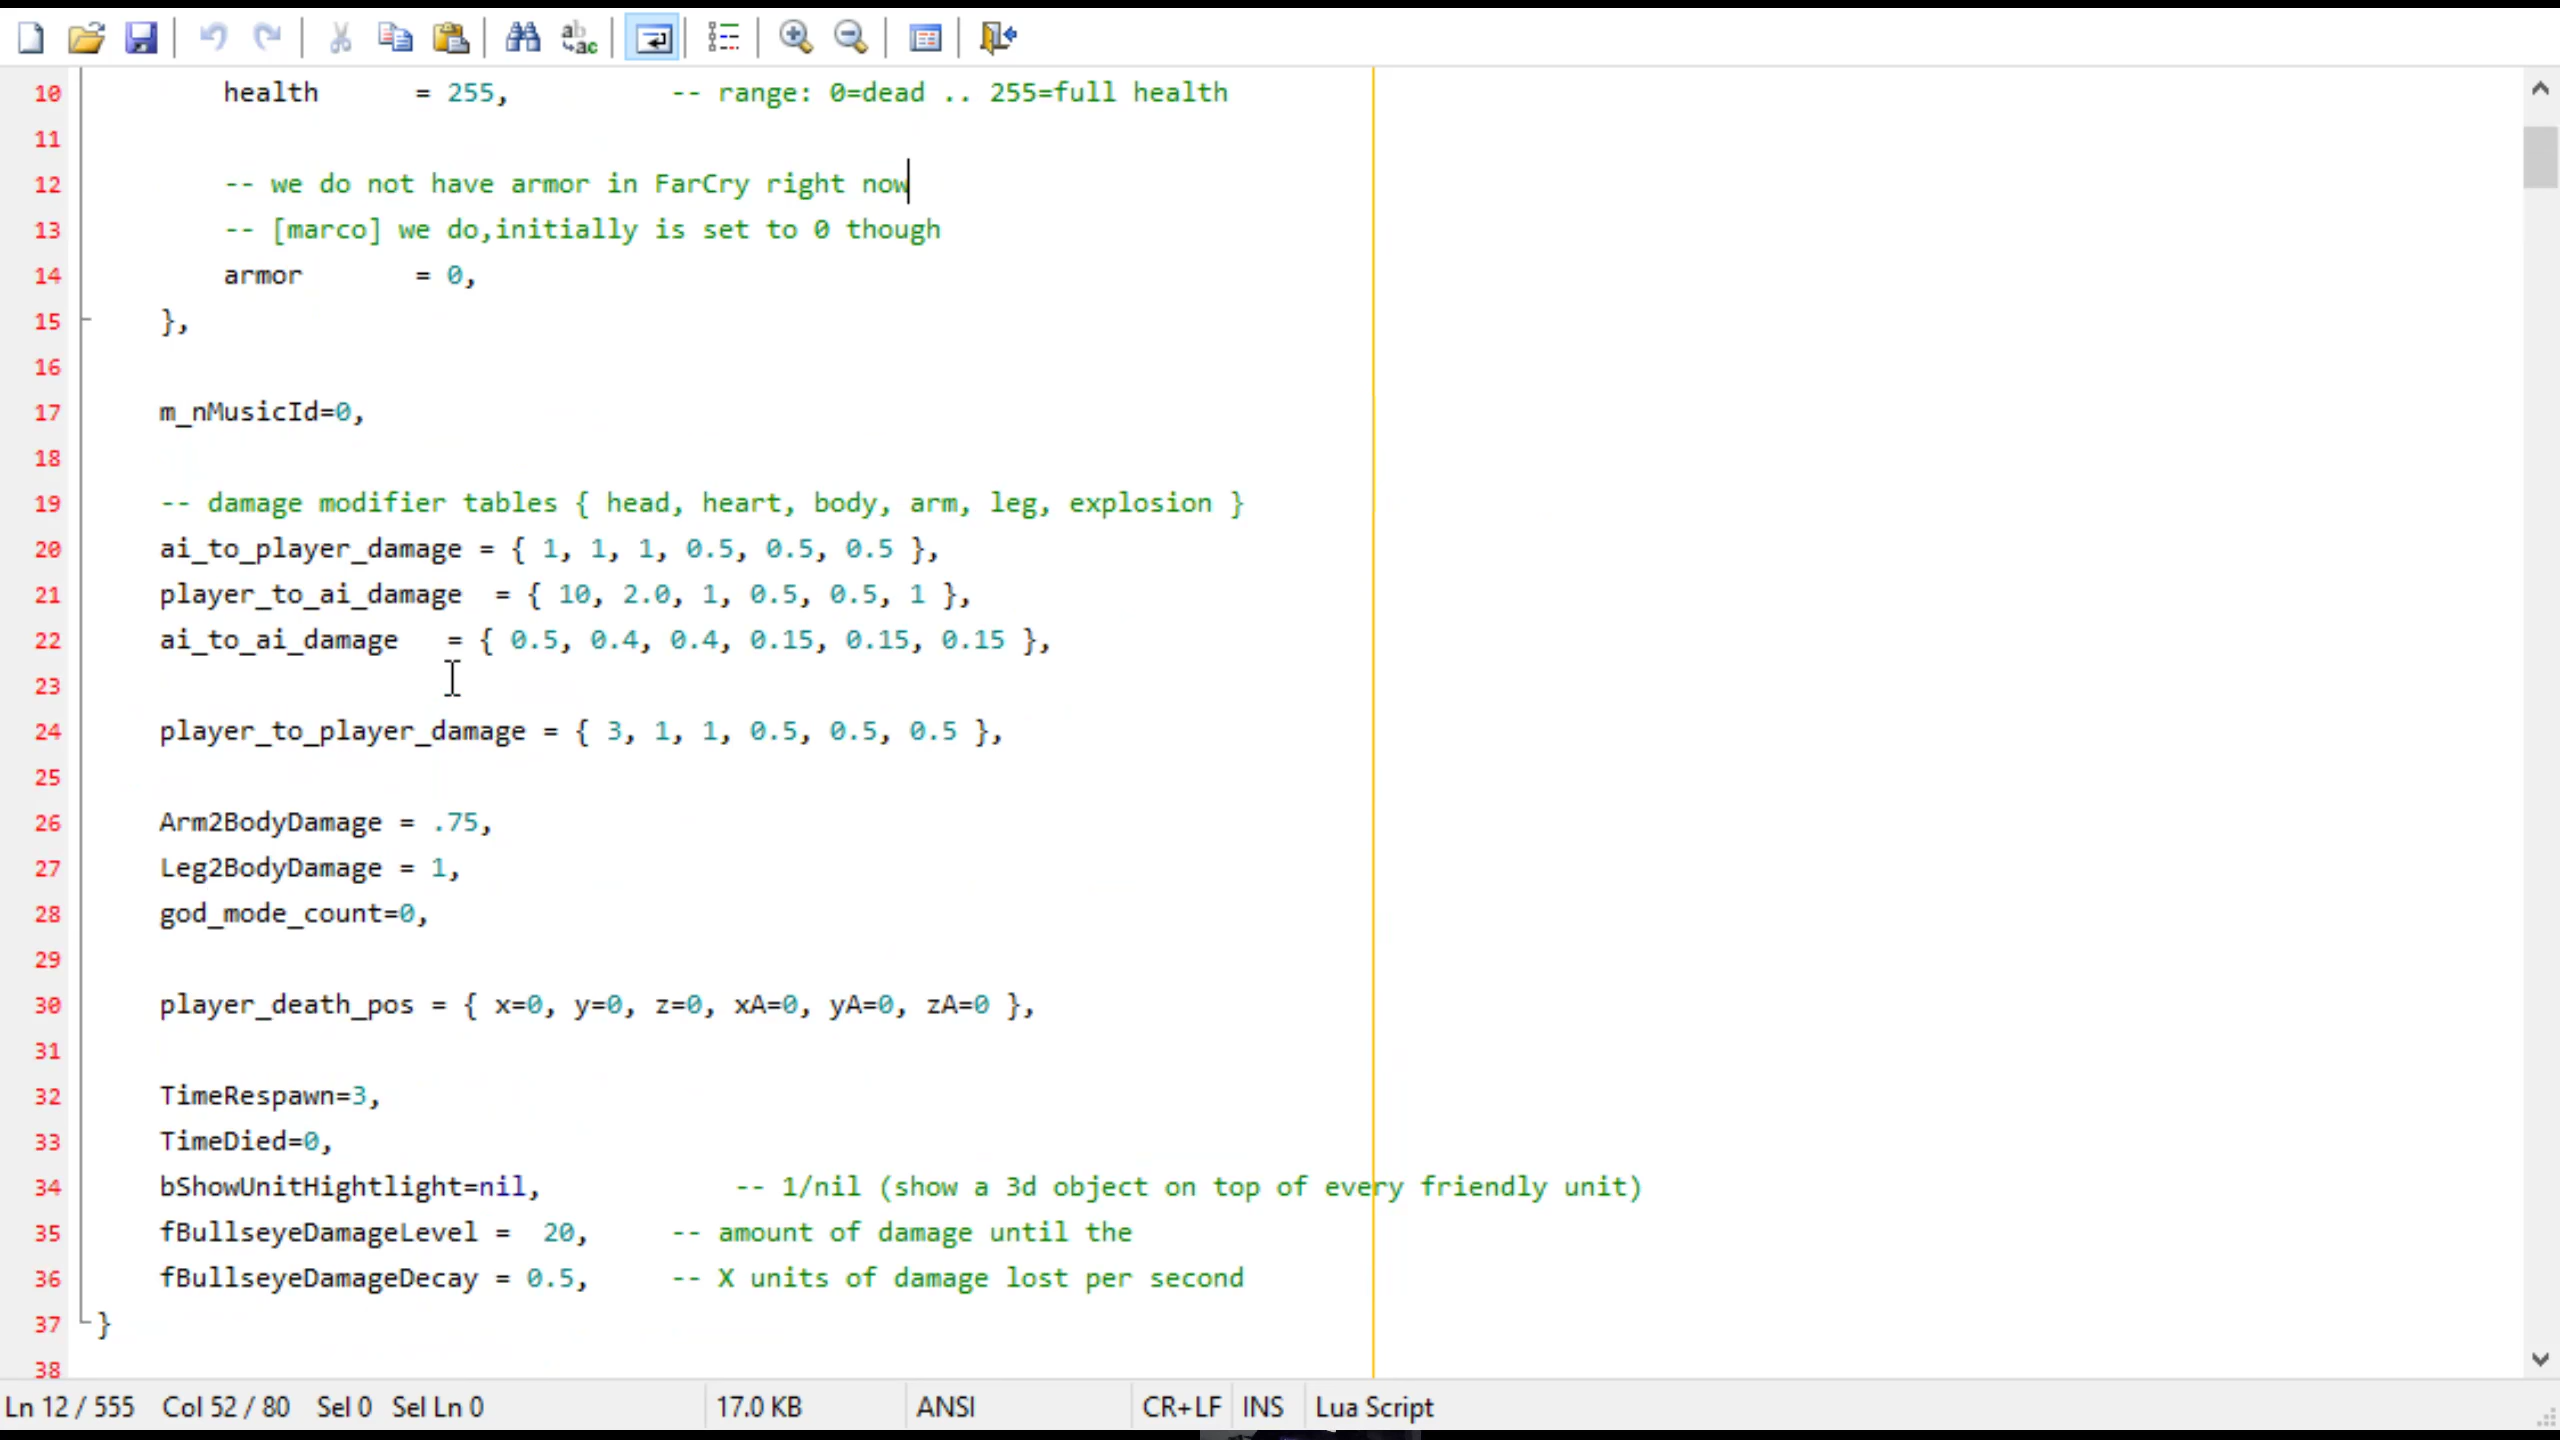 ab
ac
10 health = 255, -- range: 0=dead .. 255=full health
11
12 -- we do not have armor in FarCry right now
13 -- [marco] we do,initially is set to 0 though
14 armor = 0,
15 },
16
17 m_nMusicId=0,
18
19 -- damage modifier tables { head, heart, body, arm, leg, explosion }
20 ai_to_player_damage = { 1, 1, 1, 0.5, 0.5, 0.5 },
21 player_to_ai_damage = { 10, 2.0, 1, 0.5, 0.5, 1 },
22 ai_to_ai_damage = { 0.5, 0.4, 0.4, 0.15, 0.15, 0.15 },
23
24 player_to_player_damage = { 3, 1, 1, 0.5, 0.5, 0.5 },
25
26 Arm2BodyDamage = .75,
27 Leg2BodyDamage = 1,
28 god_mode_count=0,
29
30 player_death_pos = { x=0, y=0, z=0, xA=0, yA=0, zA=0 },
31
32 TimeRespawn=3,
33 TimeDied=0,
34 bShowUnitHightlight=nil, -- 1/nil (show a 3d object on top of every friendly unit)
35 fBullseyeDamageLevel = 20, -- amount of damage until the
36 fBullseyeDamageDecay = 0.5, -- X units of damage lost per second
37 }
38
Ln 12 / 555 Col 52 / 80 Sel 0 Sel Ln 0 17.0 KB ANSI CR+LF INS Lua Script